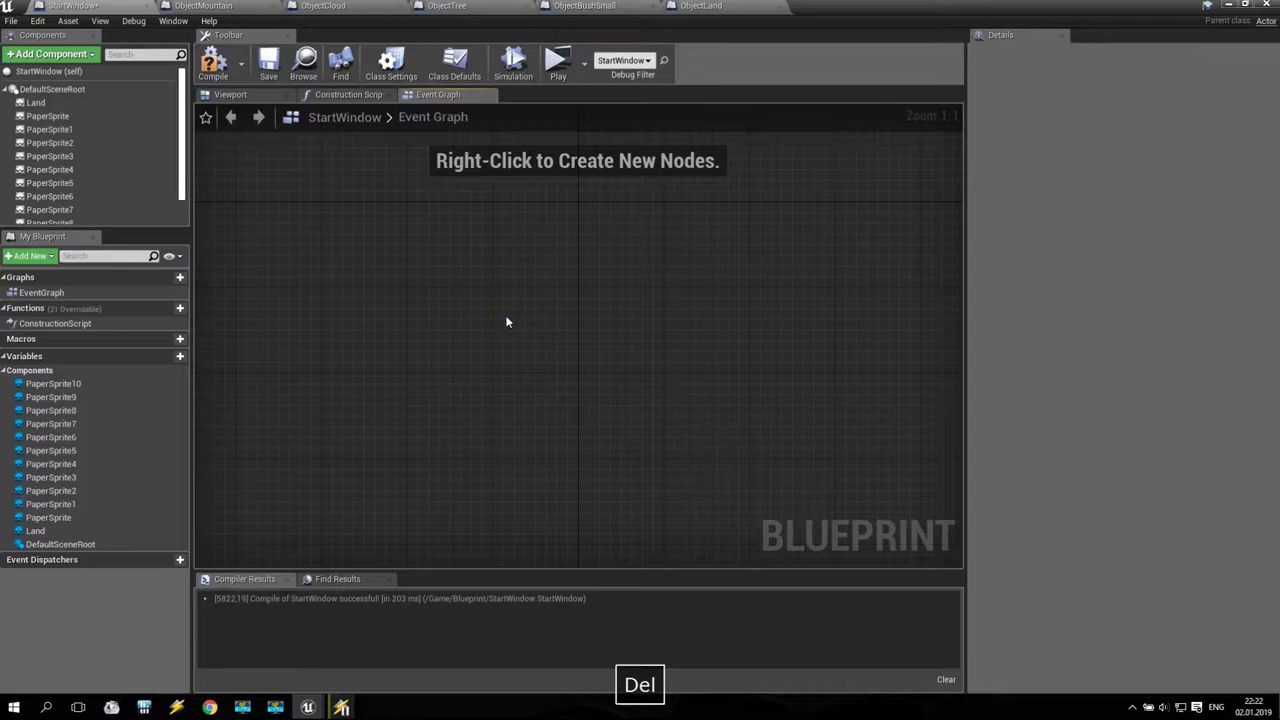 StartWindow*
ObjectMountain
ObjectCloud
ObjectTree
ObjectBushSmall
ObjectLand
File
Edit
Asset
View
Debug
Window
Help
Parent class: Actor
Components
Toolbar
Details
+Add Component
Search
StartWindow (self)
DefaultSceneRoot
Land
PaperSprite
PaperSprite1
PaperSprite2
PaperSprite3
PaperSprite4
PaperSprite5
PaperSprite6
PaperSprite7
PaperSprite8
Compile
Save
Browse
Find
Class Settings
Class Defaults
Simulation
Play
StartWindow
Debug Filter
Viewport
Construction Scrip
Event Graph
StartWindow > Event Graph
Zoom 1:1
Right-Click to Create New Nodes.
BLUEPRINT
My Blueprint
+Add New
Search
Graphs
EventGraph
Functions (21 Overridable)
ConstructionScript
Macros
Variables
Components
PaperSprite10
PaperSprite9
PaperSprite8
PaperSprite7
PaperSprite6
PaperSprite5
PaperSprite4
PaperSprite3
PaperSprite2
PaperSprite1
PaperSprite
Land
DefaultSceneRoot
Event Dispatchers
Compiler Results
Find Results
[5822,19] Compile of StartWindow successful! [in 203 ms] (/Game/Blueprint/StartWindow.StartWindow)
Clear
Del
ENG
22:22
02.01.2019